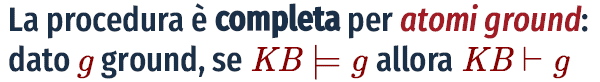 La procedura è completa per atomi ground:
dato g ground, se KB ⊨ g allora KB ⊢ g